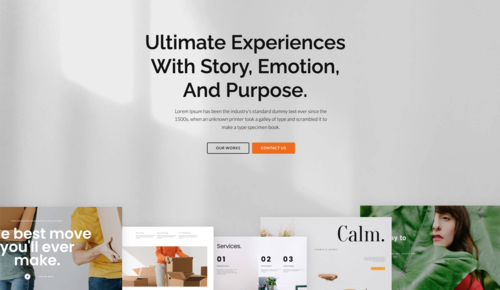 Ultimate Experiences
With Story, Emotion,
And Purpose.
Lorem Ipsum has been the industry's standard dummy text ever since the
1500s, when an unknown printer took a galley of type and scrambled it to
make a type specimen book.
OUR WORKS
CONTACT US
e best move
you'll ever
make.
Services.
01
02
03
Calm.
y to